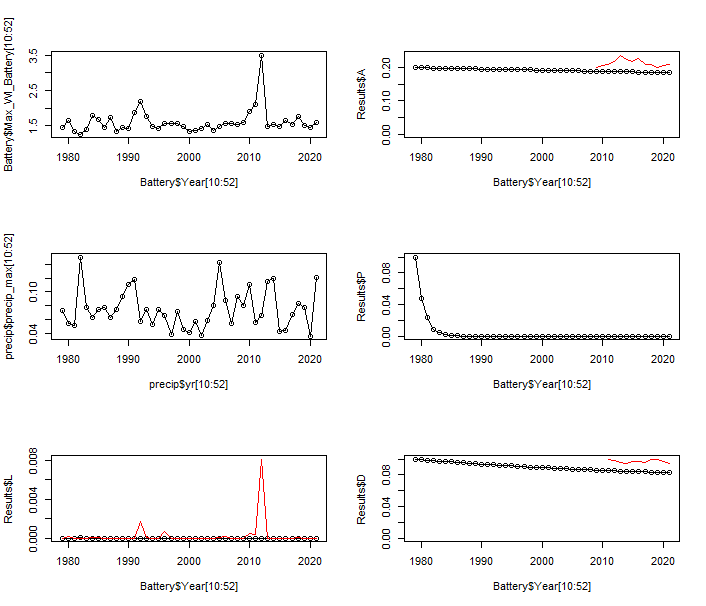 Battery$Max_Wl_Battery[10:52]
3.5
2.5
1.5
1980 1990 2000 2010 2020
Battery$Year[10:52]
Results$A
0.20
0.10
0.00
1980 1990 2000 2010 2020
Battery$Year[10:52]
precip$precip_max[10:52]
0.10
0.04
1980 1990 2000 2010 2020
precip$yr[10:52]
Results$P
0.08
0.04
0.00
1980 1990 2000 2010 2020
Battery$Year[10:52]
Results$L
0.008
0.004
0.000
1980 1990 2000 2010 2020
Battery$Year[10:52]
Results$D
0.08
0.04
0.00
1980 1990 2000 2010 2020
Battery$Year[10:52]